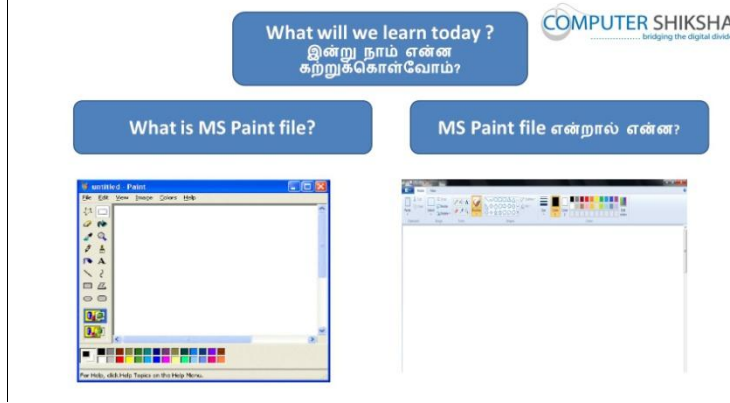 What will we learn today ?
இன்று நாம் என்ன
கற்றுக்கொள்வோம்?
COMPUTER SHIKSHA
bridging the digital divide
What is MS Paint file?
MS Paint file என்றால் என்ன?
untitled - Paint
File Edit View Image Colors Help
For Help, click Help Topics on the Help Menu.